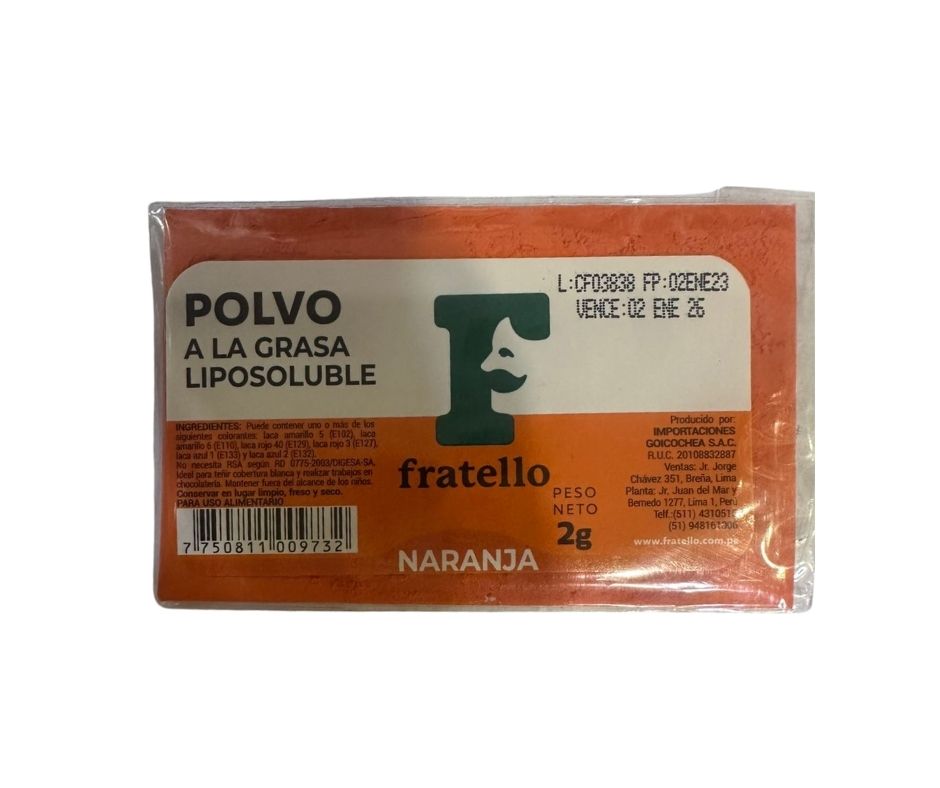 L:CF03838 FP:02ENE23
VENCE:02 ENE 26
POLVO
A LA GRASA
LIPOSOLUBLE
INGREDIENTES: Puede contener uno o más de los
siguientes colorantes: laca amarillo 5 (E102), laca
amarillo 6 (E110), laca rojo 40 (E129), laca rojo 3 (E127),
laca azul 1 (E133) y laca azul 2 (E132).
No necesita RSA según RD 0775-2003/DIGESA-SA.
Ideal para teñir cobertura blanca y realizar trabajos en
chocolatería. Mantener fuera del alcance de los niños.
Conservar en lugar limpio, freso y seco.
PARA USO ALIMENTARIO
7 750811 009732
fratello
PESO
NETO
2g
NARANJA
Producido por:
IMPORTACIONES
GOICOCHEA S.A.C.
R.U.C. 20108832887
Ventas: Jr. Jorge
Chávez 351, Breña, Lima
Planta: Jr. Juan del Mar y
Bernedo 1277, Lima 1, Perú
Telf.:(511)
(51)
www.fratello.com.pe